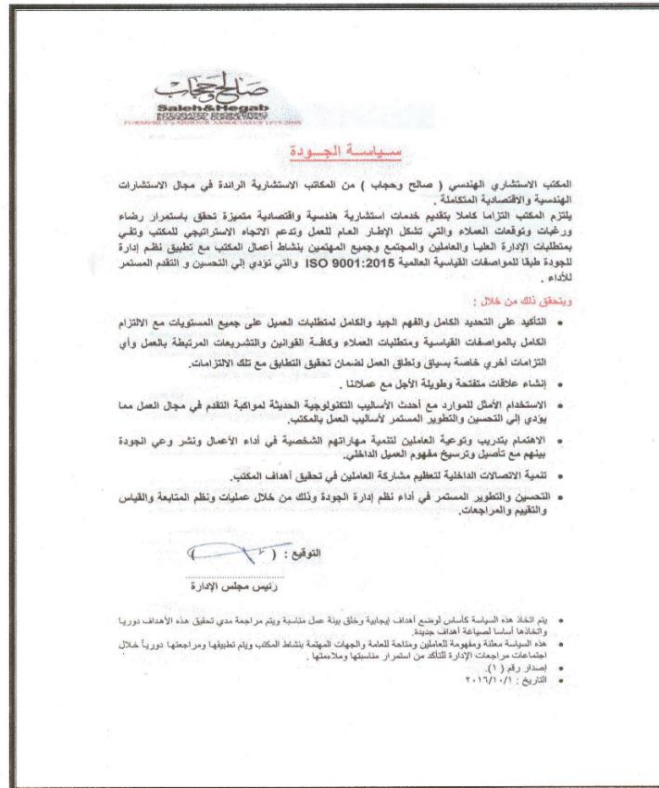 صالح وحجاب
Saleh&Hegab
سياسة الجودة
المكتب الاستشاري الهندسي ( صالح وحجاب ) من المكاتب الاستشارية الرائدة في مجال الاستشارات
الهندسية والاقتصادية المتكاملة .
يلتزم المكتب التزاما كاملا بتقديم خدمات استشارية هندسية واقتصادية متميزة تحقق باستمرار رضاء
ورغبات وتوقعات العملاء والتي تشكل الإطار العام للعمل وتدعم الاتجاه الاستراتيجي للمكتب وتفي
بمتطلبات الإدارة العليا والعاملين والمجتمع وجميع المهتمين بنشاط أعمال المكتب مع تطبيق نظم إدارة
للجودة طبقا للمواصفات القياسية العالمية ISO 9001:2015 والتي تؤدي إلي التحسين و التقدم المستمر
للأداء .
ويتحقق ذلك من خلال :
• التأكيد على التحديد الكامل والفهم الجيد والكامل لمتطلبات العميل على جميع المستويات مع الالتزام
الكامل بالمواصفات القياسية ومتطلبات العملاء وكافة القوانين والتشريعات المرتبطة بالعمل وأي
التزامات أخري خاصة بسياق ونطاق العمل لضمان تحقيق التطابق مع تلك الالتزامات.
• إنشاء علاقات متفتحة وطويلة الأجل مع عملائنا .
• الاستخدام الأمثل للموارد مع أحدث الأساليب التكنولوجية الحديثة لمواكبة التقدم في مجال العمل مما
يؤدي إلي التحسين والتطوير المستمر لأساليب العمل بالمكتب.
• الاهتمام بتدريب وتوعية العاملين لتنمية مهاراتهم الشخصية في أداء الأعمال ونشر وعي الجودة
بينهم مع تأصيل وترسيخ مفهوم العميل الداخلي.
• تنمية الاتصالات الداخلية لتعظيم مشاركة العاملين في تحقيق أهداف المكتب.
• التحسين والتطوير المستمر في أداء نظم إدارة الجودة وذلك من خلال عمليات ونظم المتابعة والقياس
والتقييم والمراجعات.
التوقيع : ( )
رئيس مجلس الإدارة
• يتم اتخاذ هذه السياسة كأساس لوضع أهداف إيجابية وخلق بيئة عمل مناسبة ويتم مراجعة مدي تحقيق هذه الأهداف دوريا
واتخاذها أساسا لصياغة أهداف جديدة.
• هذه السياسة معلنة ومفهومة للعاملين ومتاحة للعامة والجهات المهتمة بنشاط المكتب ويتم تطبيقها ومراجعتها دورياً خلال
اجتماعات مراجعات الإدارة للتأكد من استمرار مناسبتها وملاءمتها .
• إصدار رقم ( ١ ).
• التاريخ : ٢٠١٦/١٠/١